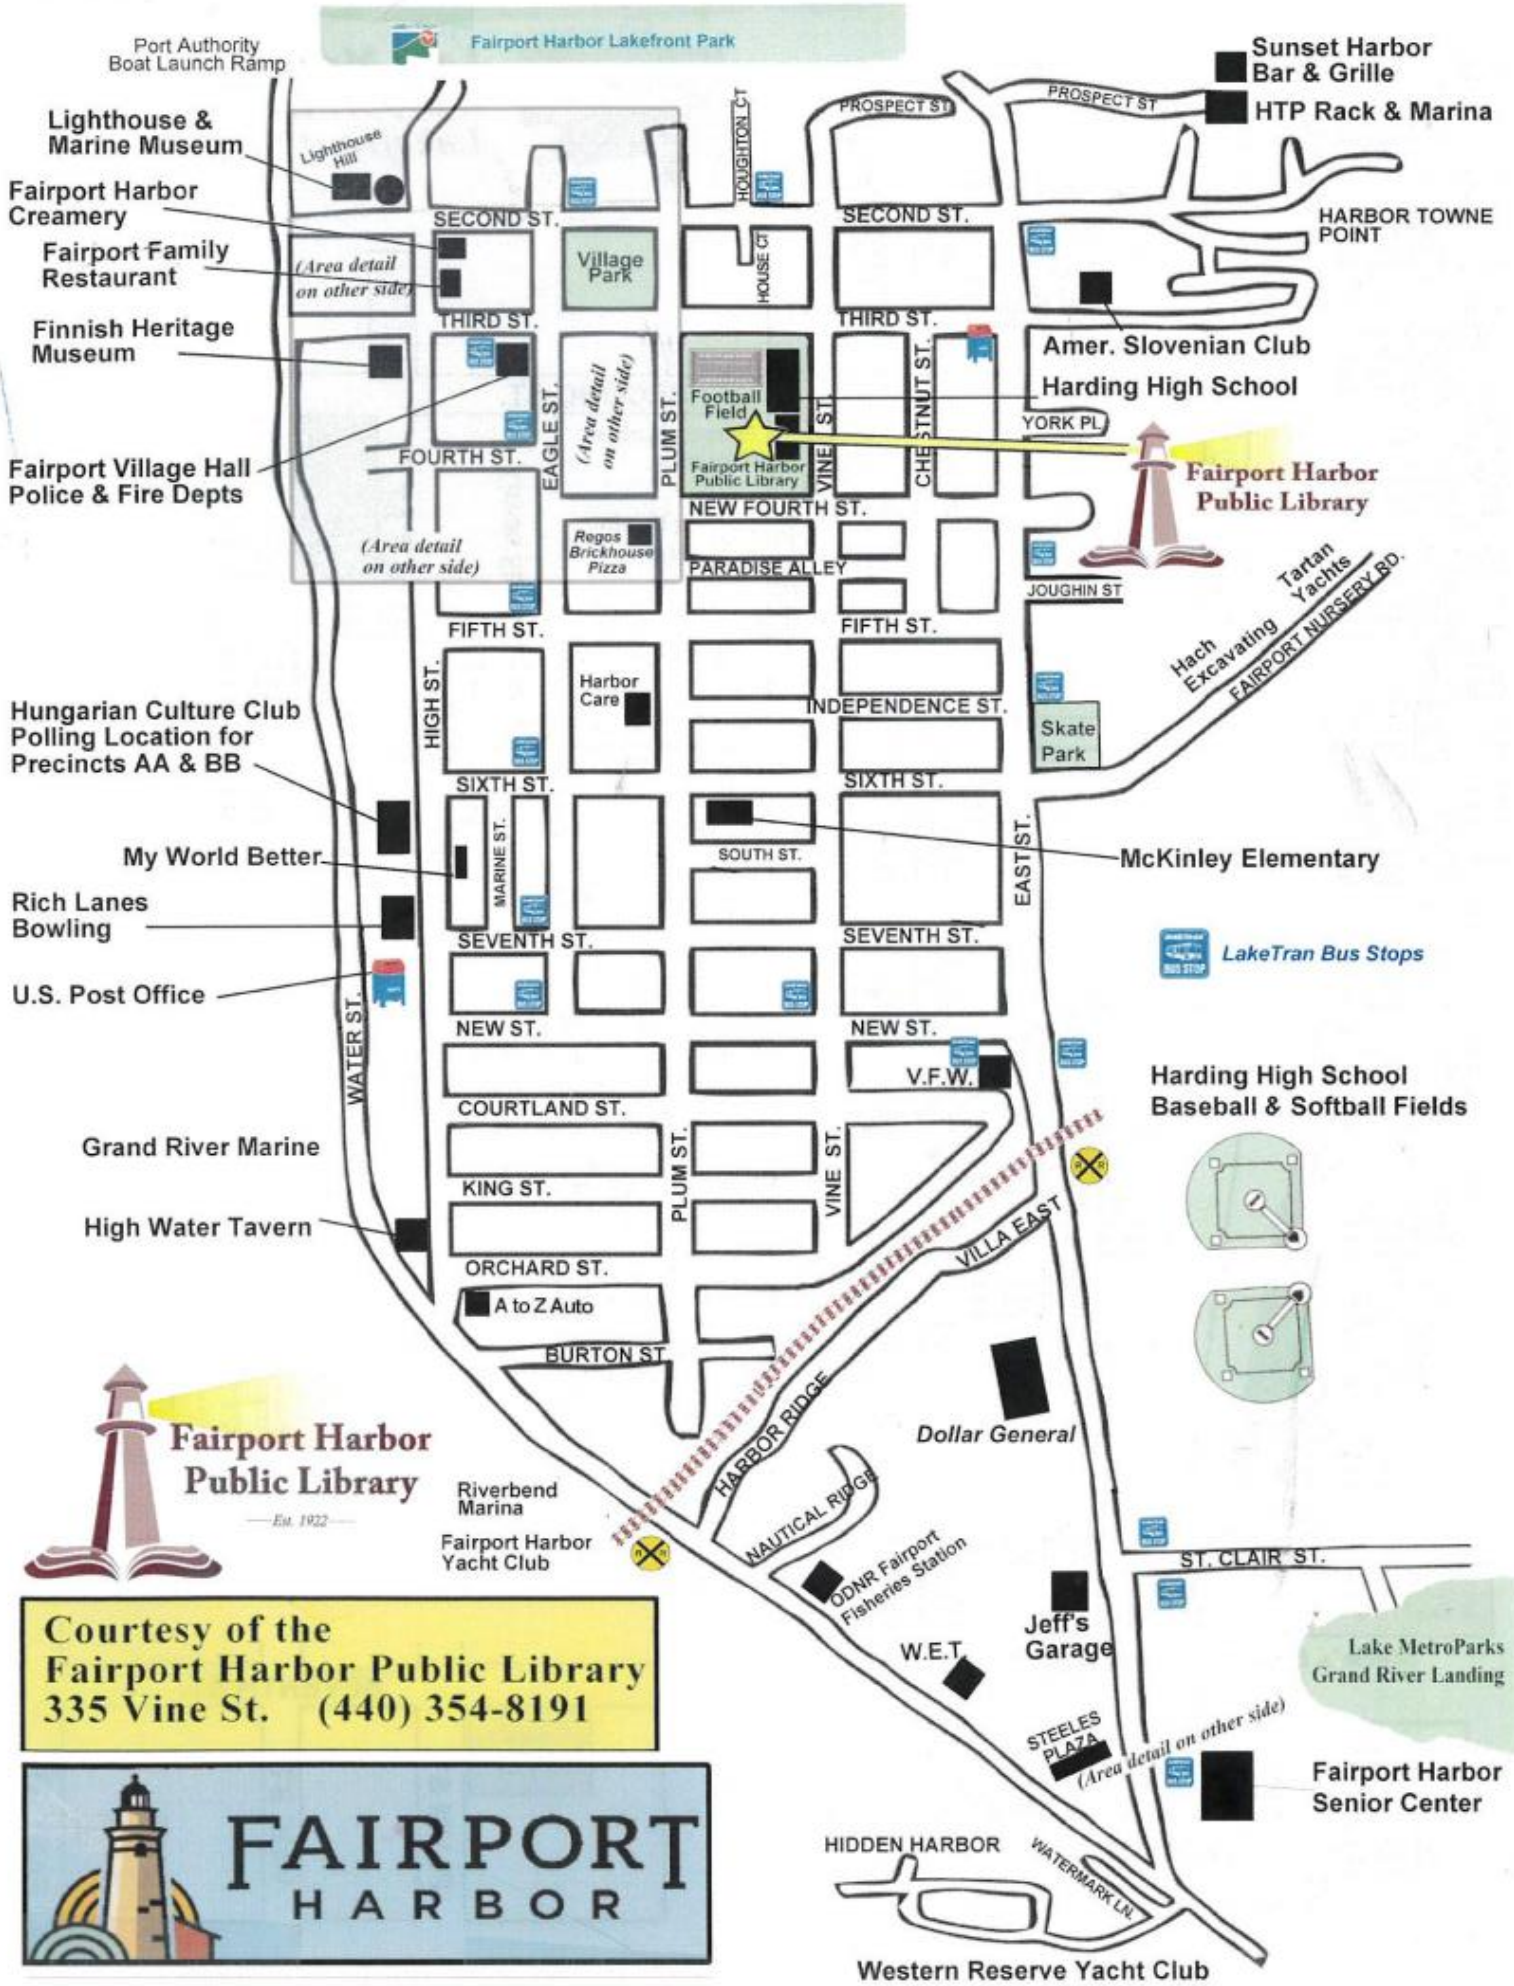 Port Authority
Boat Launch Ramp
Fairport Harbor Lakefront Park
Sunset Harbor
Bar & Grille
HTP Rack & Marina
PROSPECT ST
PROSPECT ST
HOUGHTON CT
Lighthouse &
Marine Museum
Lighthouse
Hill
Fairport Harbor
Creamery
SECOND ST.
SECOND ST.
BUS STOP
HARBOR TOWNE
POINT
Fairport Family
Restaurant
(Area detail
on other side)
Village
Park
HOUSE CT
THIRD ST.
THIRD ST.
Finnish Heritage
Museum
Amer. Slovenian Club
Harding High School
Football
Field
(Area detail
on other side)
EAGLE ST.
PLUM ST.
VINE ST.
CHESTNUT ST.
YORK PL.
Fairport Village Hall
Police & Fire Depts
FOURTH ST.
Fairport Harbor
Public Library
Fairport Harbor
Public Library
NEW FOURTH ST.
(Area detail
on other side)
Regos
Brickhouse
Pizza
PARADISE ALLEY
JOUGHIN ST
Tartan
Yachts
Hach
Excavating
FAIRPORT NURSERY RD.
FIFTH ST.
FIFTH ST.
HIGH ST.
Harbor
Care
INDEPENDENCE ST.
Skate
Park
Hungarian Culture Club
Polling Location for
Precincts AA & BB
SIXTH ST.
SIXTH ST.
MARINE ST.
SOUTH ST.
EAST ST.
My World Better
McKinley Elementary
Rich Lanes
Bowling
SEVENTH ST.
SEVENTH ST.
BUS STOP
LakeTran Bus Stops
U.S. Post Office
WATER ST.
NEW ST.
NEW ST.
V.F.W.
Harding High School
Baseball & Softball Fields
COURTLAND ST.
Grand River Marine
PLUM ST.
VINE ST.
KING ST.
High Water Tavern
VILLA EAST
ORCHARD ST.
A to Z Auto
BURTON ST
HARBOR RIDGE
Dollar General
Fairport Harbor
Public Library
Est. 1922
Riverbend
Marina
Fairport Harbor
Yacht Club
R R
R R
NAUTICAL RIDGE
ODNR Fairport
Fisheries Station
ST. CLAIR ST.
Jeff's
Garage
W.E.T.
Lake MetroParks
Grand River Landing
STEELES
PLAZA
(Area detail on other side)
Fairport Harbor
Senior Center
Courtesy of the
Fairport Harbor Public Library
335 Vine St. (440) 354-8191
FAIRPORT
HARBOR
HIDDEN HARBOR
WATERMARK LN.
Western Reserve Yacht Club